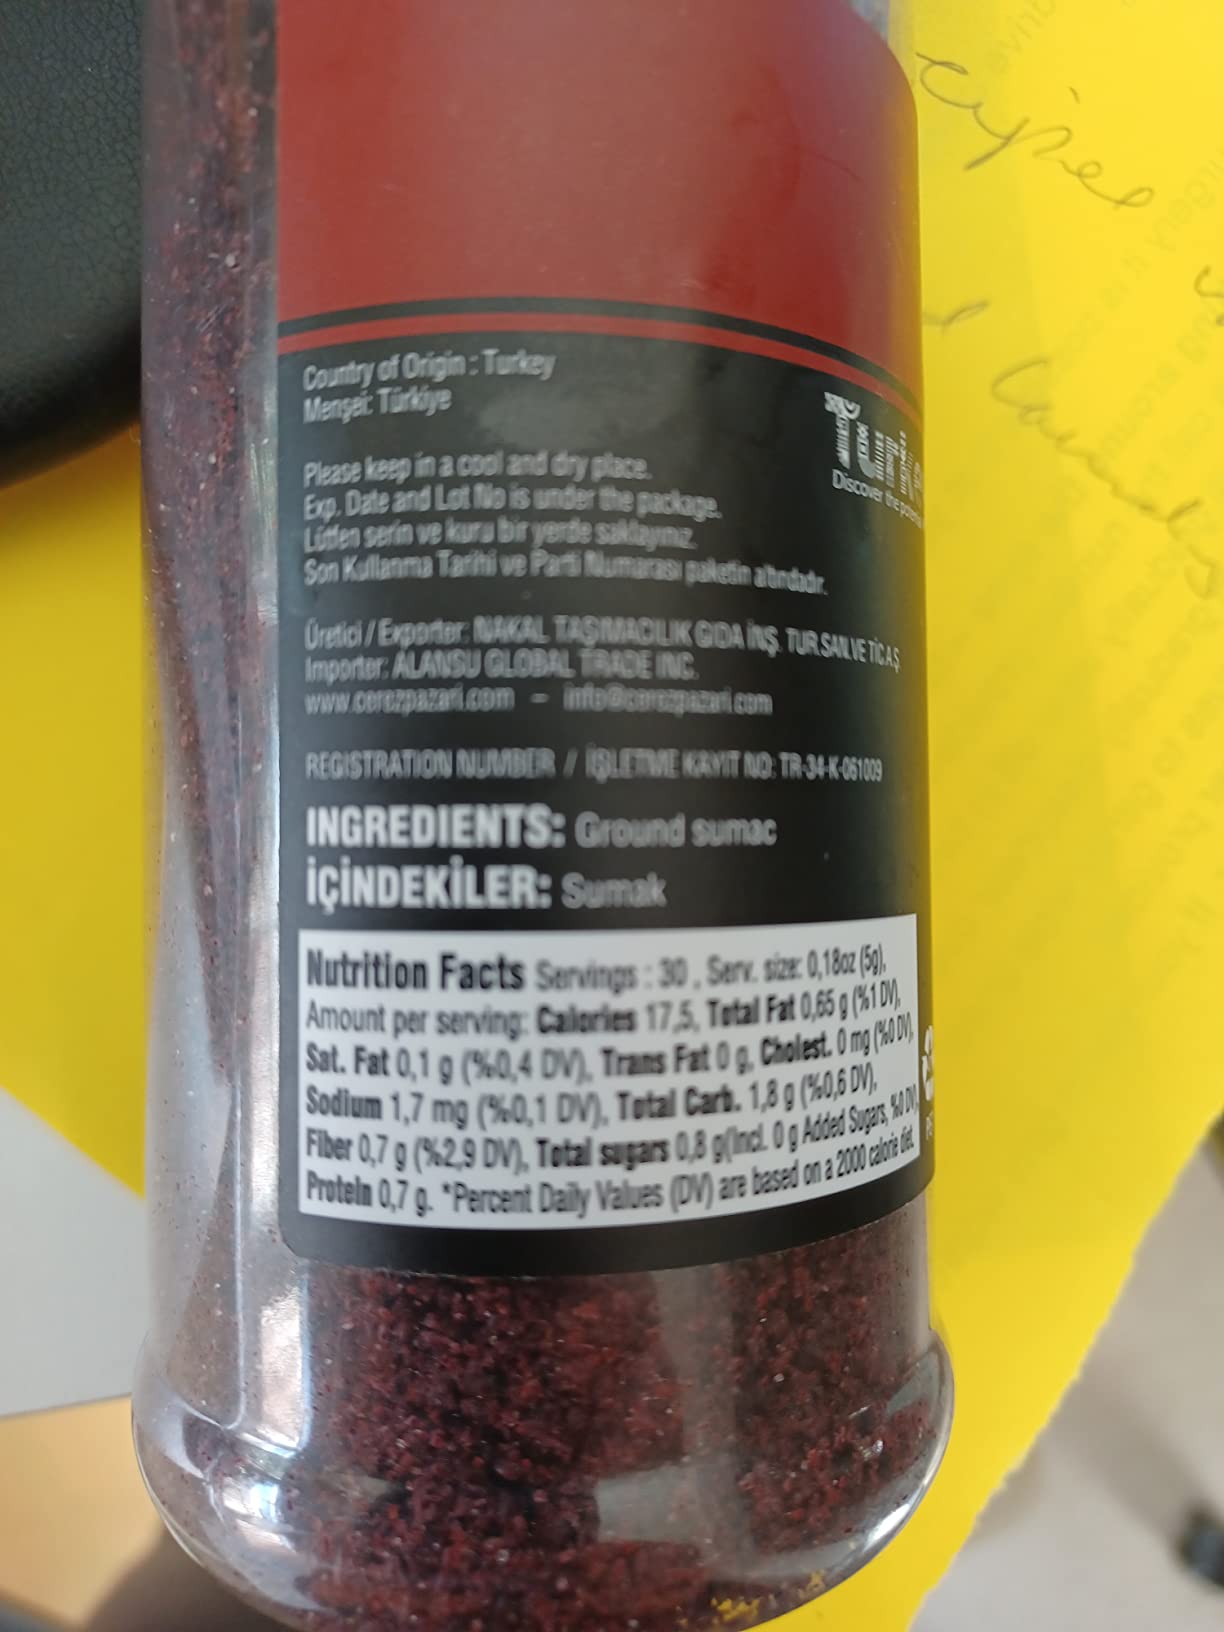 Country of Origin : Turkey
Menşei: Türkiye
Please keep in a cool and dry place.
Exp. Date and Lot No is under the package.
Lütfen serin ve kuru bir yerde saklayınız.
Son Kullanma Tarihi ve Parti Numarası paketin altındadır.
Üretici / Exporter: NAKAL TAŞIMACILIK GIDA İNŞ. TUR.SAN.VE TİC A.Ş
Importer: ALANSU GLOBAL TRADE INC.
www.cerezpazari.com – info@cerezpazari.com
REGISTRATION NUMBER / İŞLETME KAYIT NO: TR-34-K-061009
INGREDIENTS: Ground sumac
İÇİNDEKİLER: Sumak
Nutrition Facts Servings : 30 , Serv. size: 0,18oz (5g),
Amount per serving: Calories 17,5, Total Fat 0,65 g (%1 DV),
Sat. Fat 0,1 g (%0,4 DV), Trans Fat 0 g, Cholest. 0 mg (%0 DV),
Sodium 1,7 mg (%0,1 DV), Total Carb. 1,8 g (%0,6 DV),
Fiber 0,7 g (%2,9 DV), Total sugars 0,8 g(Incl. 0 g Added Sugars, %0 DV)
Protein 0,7 g. *Percent Daily Values (DV) are based on a 2000 calorie diet.
Discover the